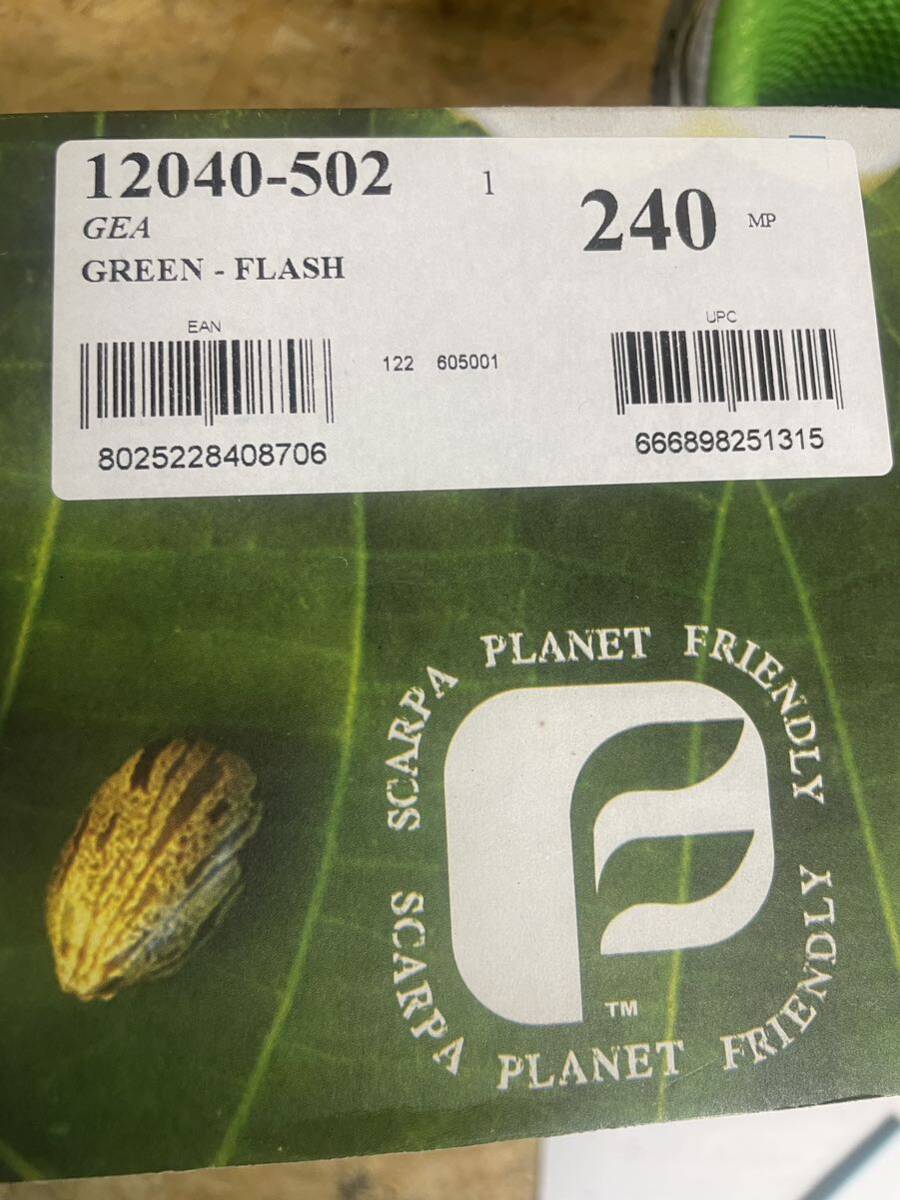 12040-502
1
240 MP
GEA
GREEN - FLASH
EAN
UPC
122 605001
8025228408706
666898251315
SCARPA PLANET FRIENDLY
SCARPA PLANET FRIENDLY
TM